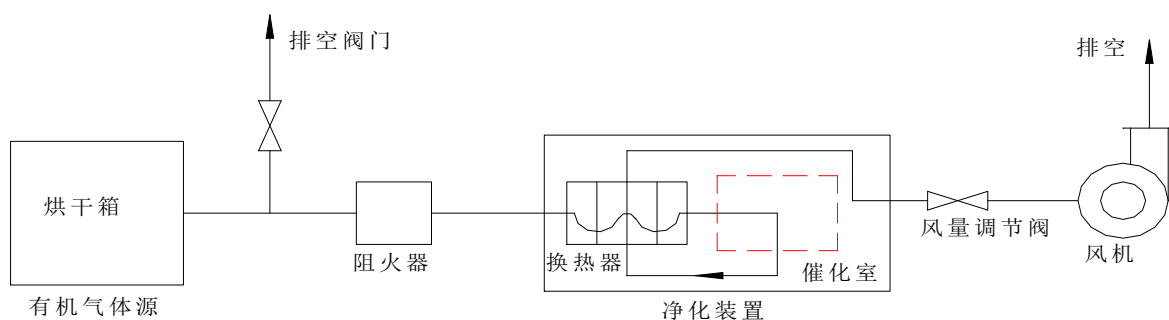 排空阀门
排空
烘干箱
风量调节阀
阻火器
换热器
催化室
风机
有机气体源
净化装置